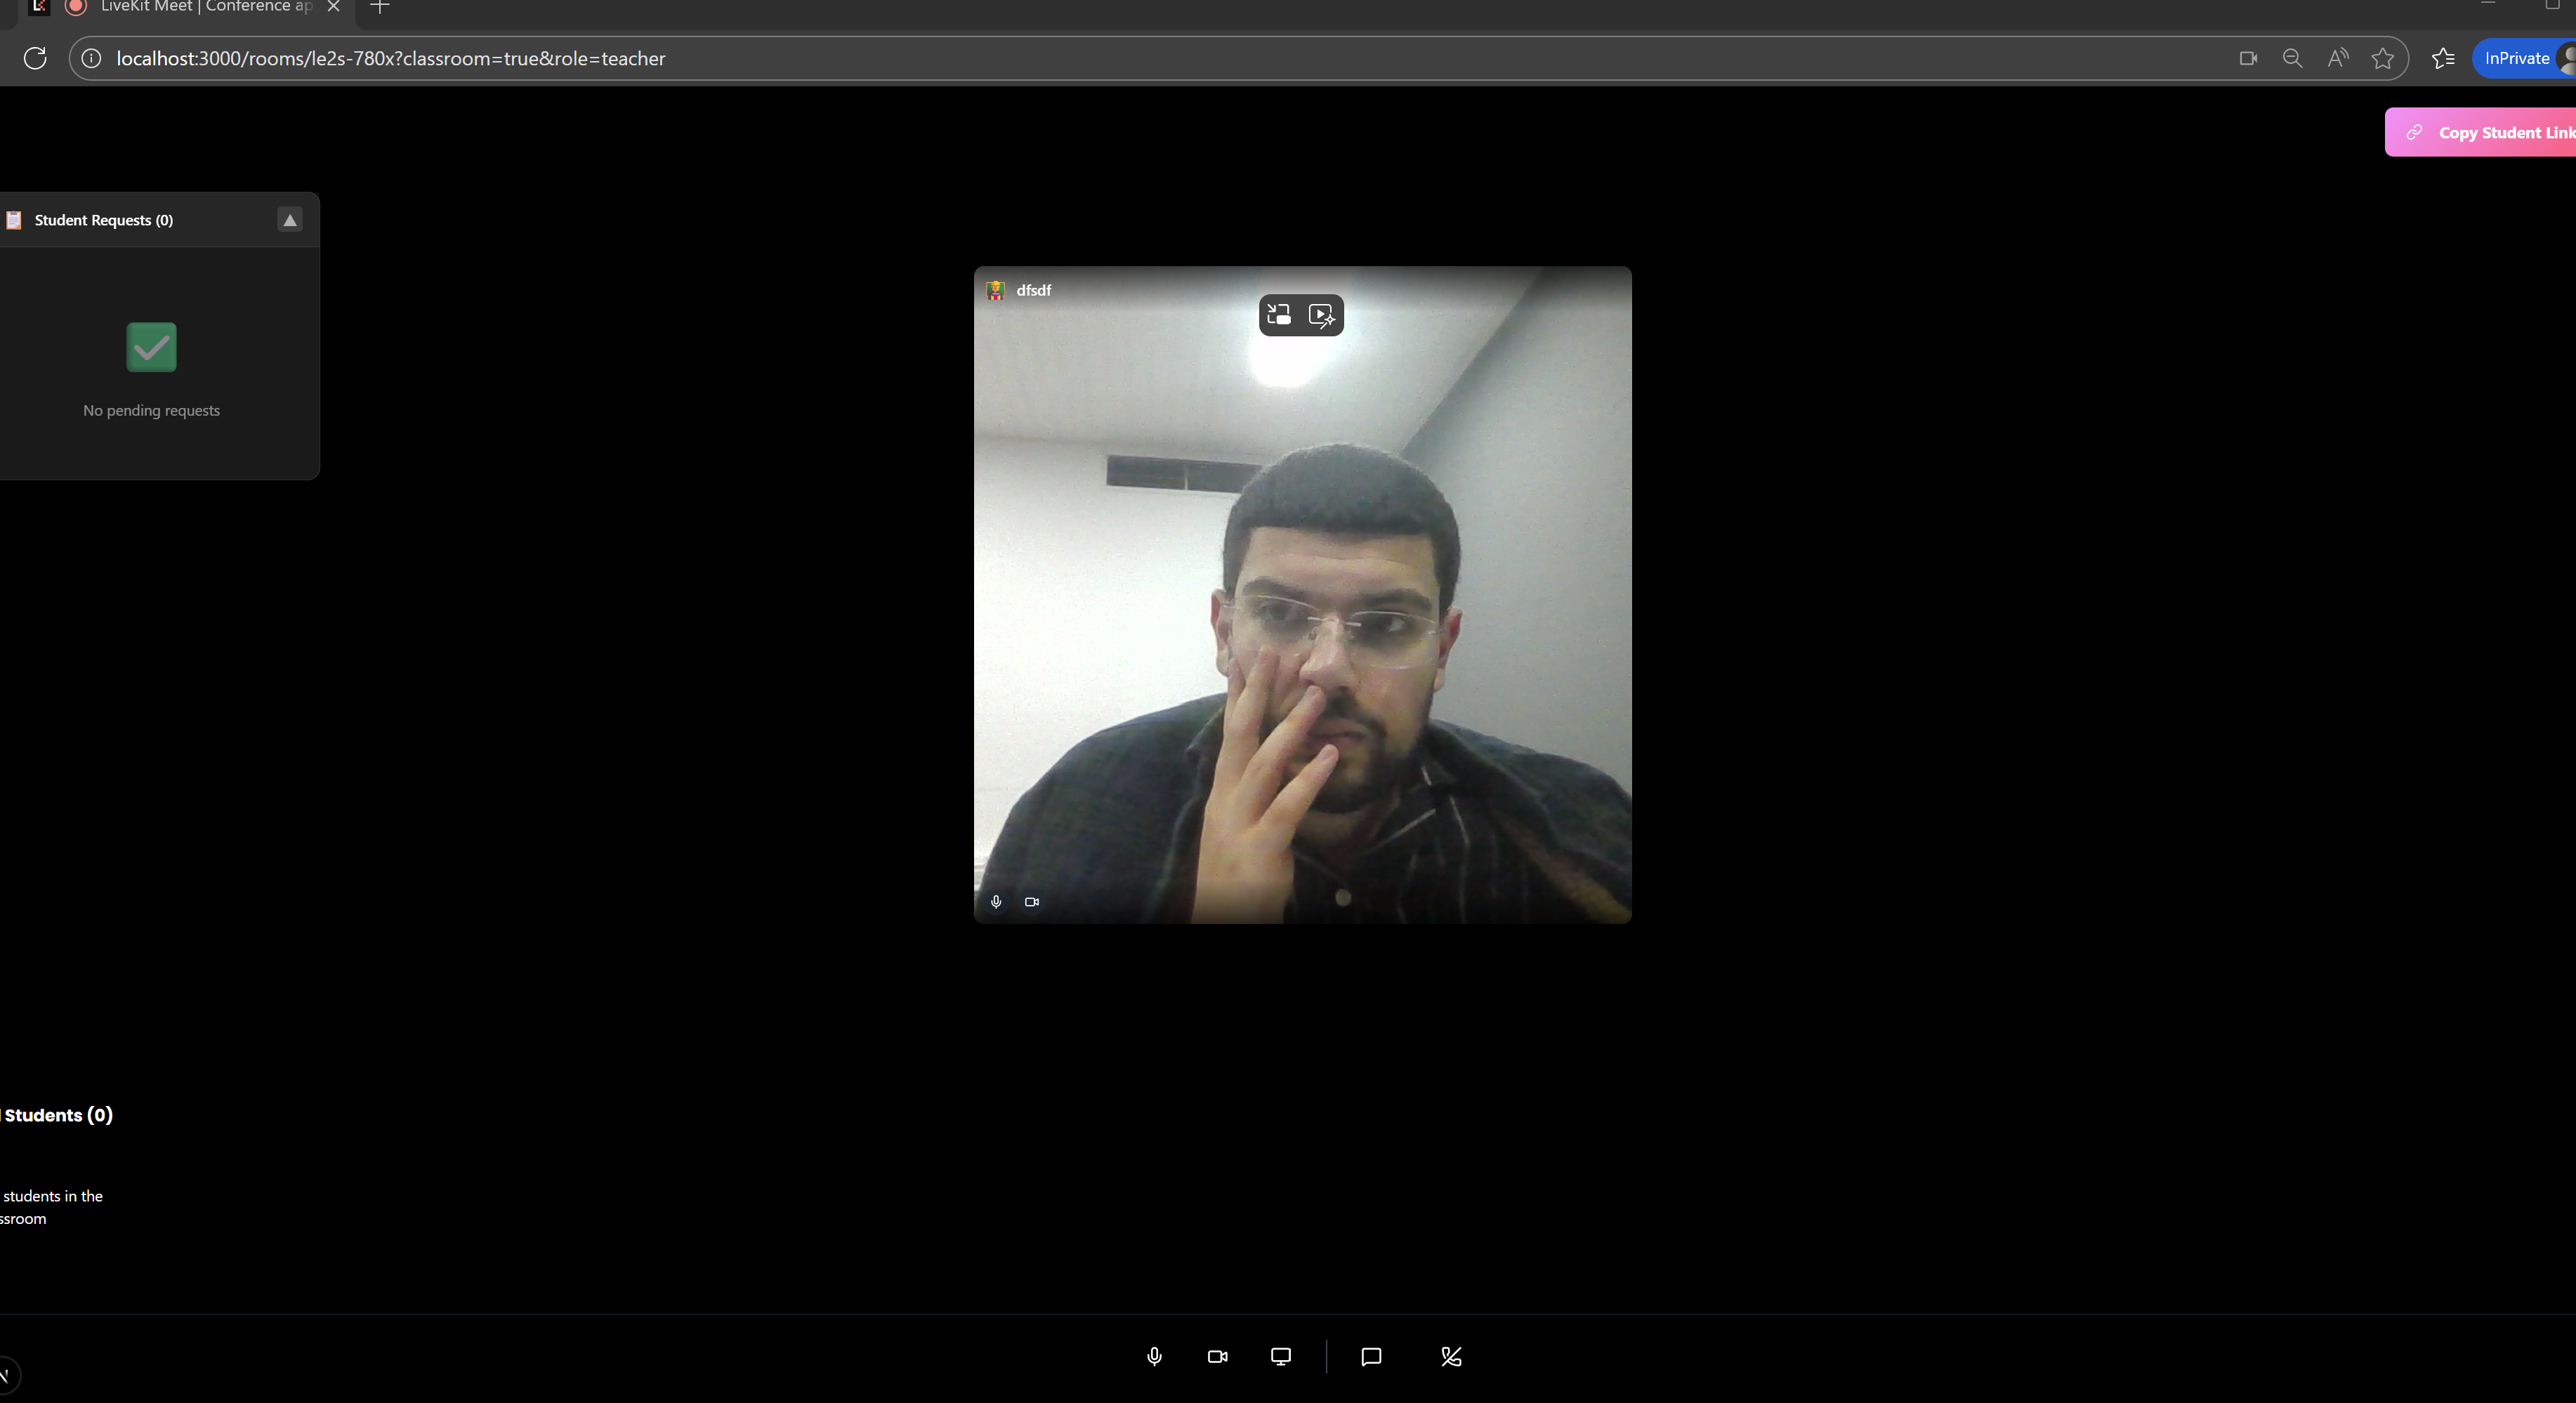 LiveKit Meet | Conference ap
localhost:3000/rooms/le2s-780x?classroom=true&role=teacher
InPrivate
Copy Student Link
Student Requests (0)
No pending requests
dfsdf
Students (0)
students in the
ssroom
N